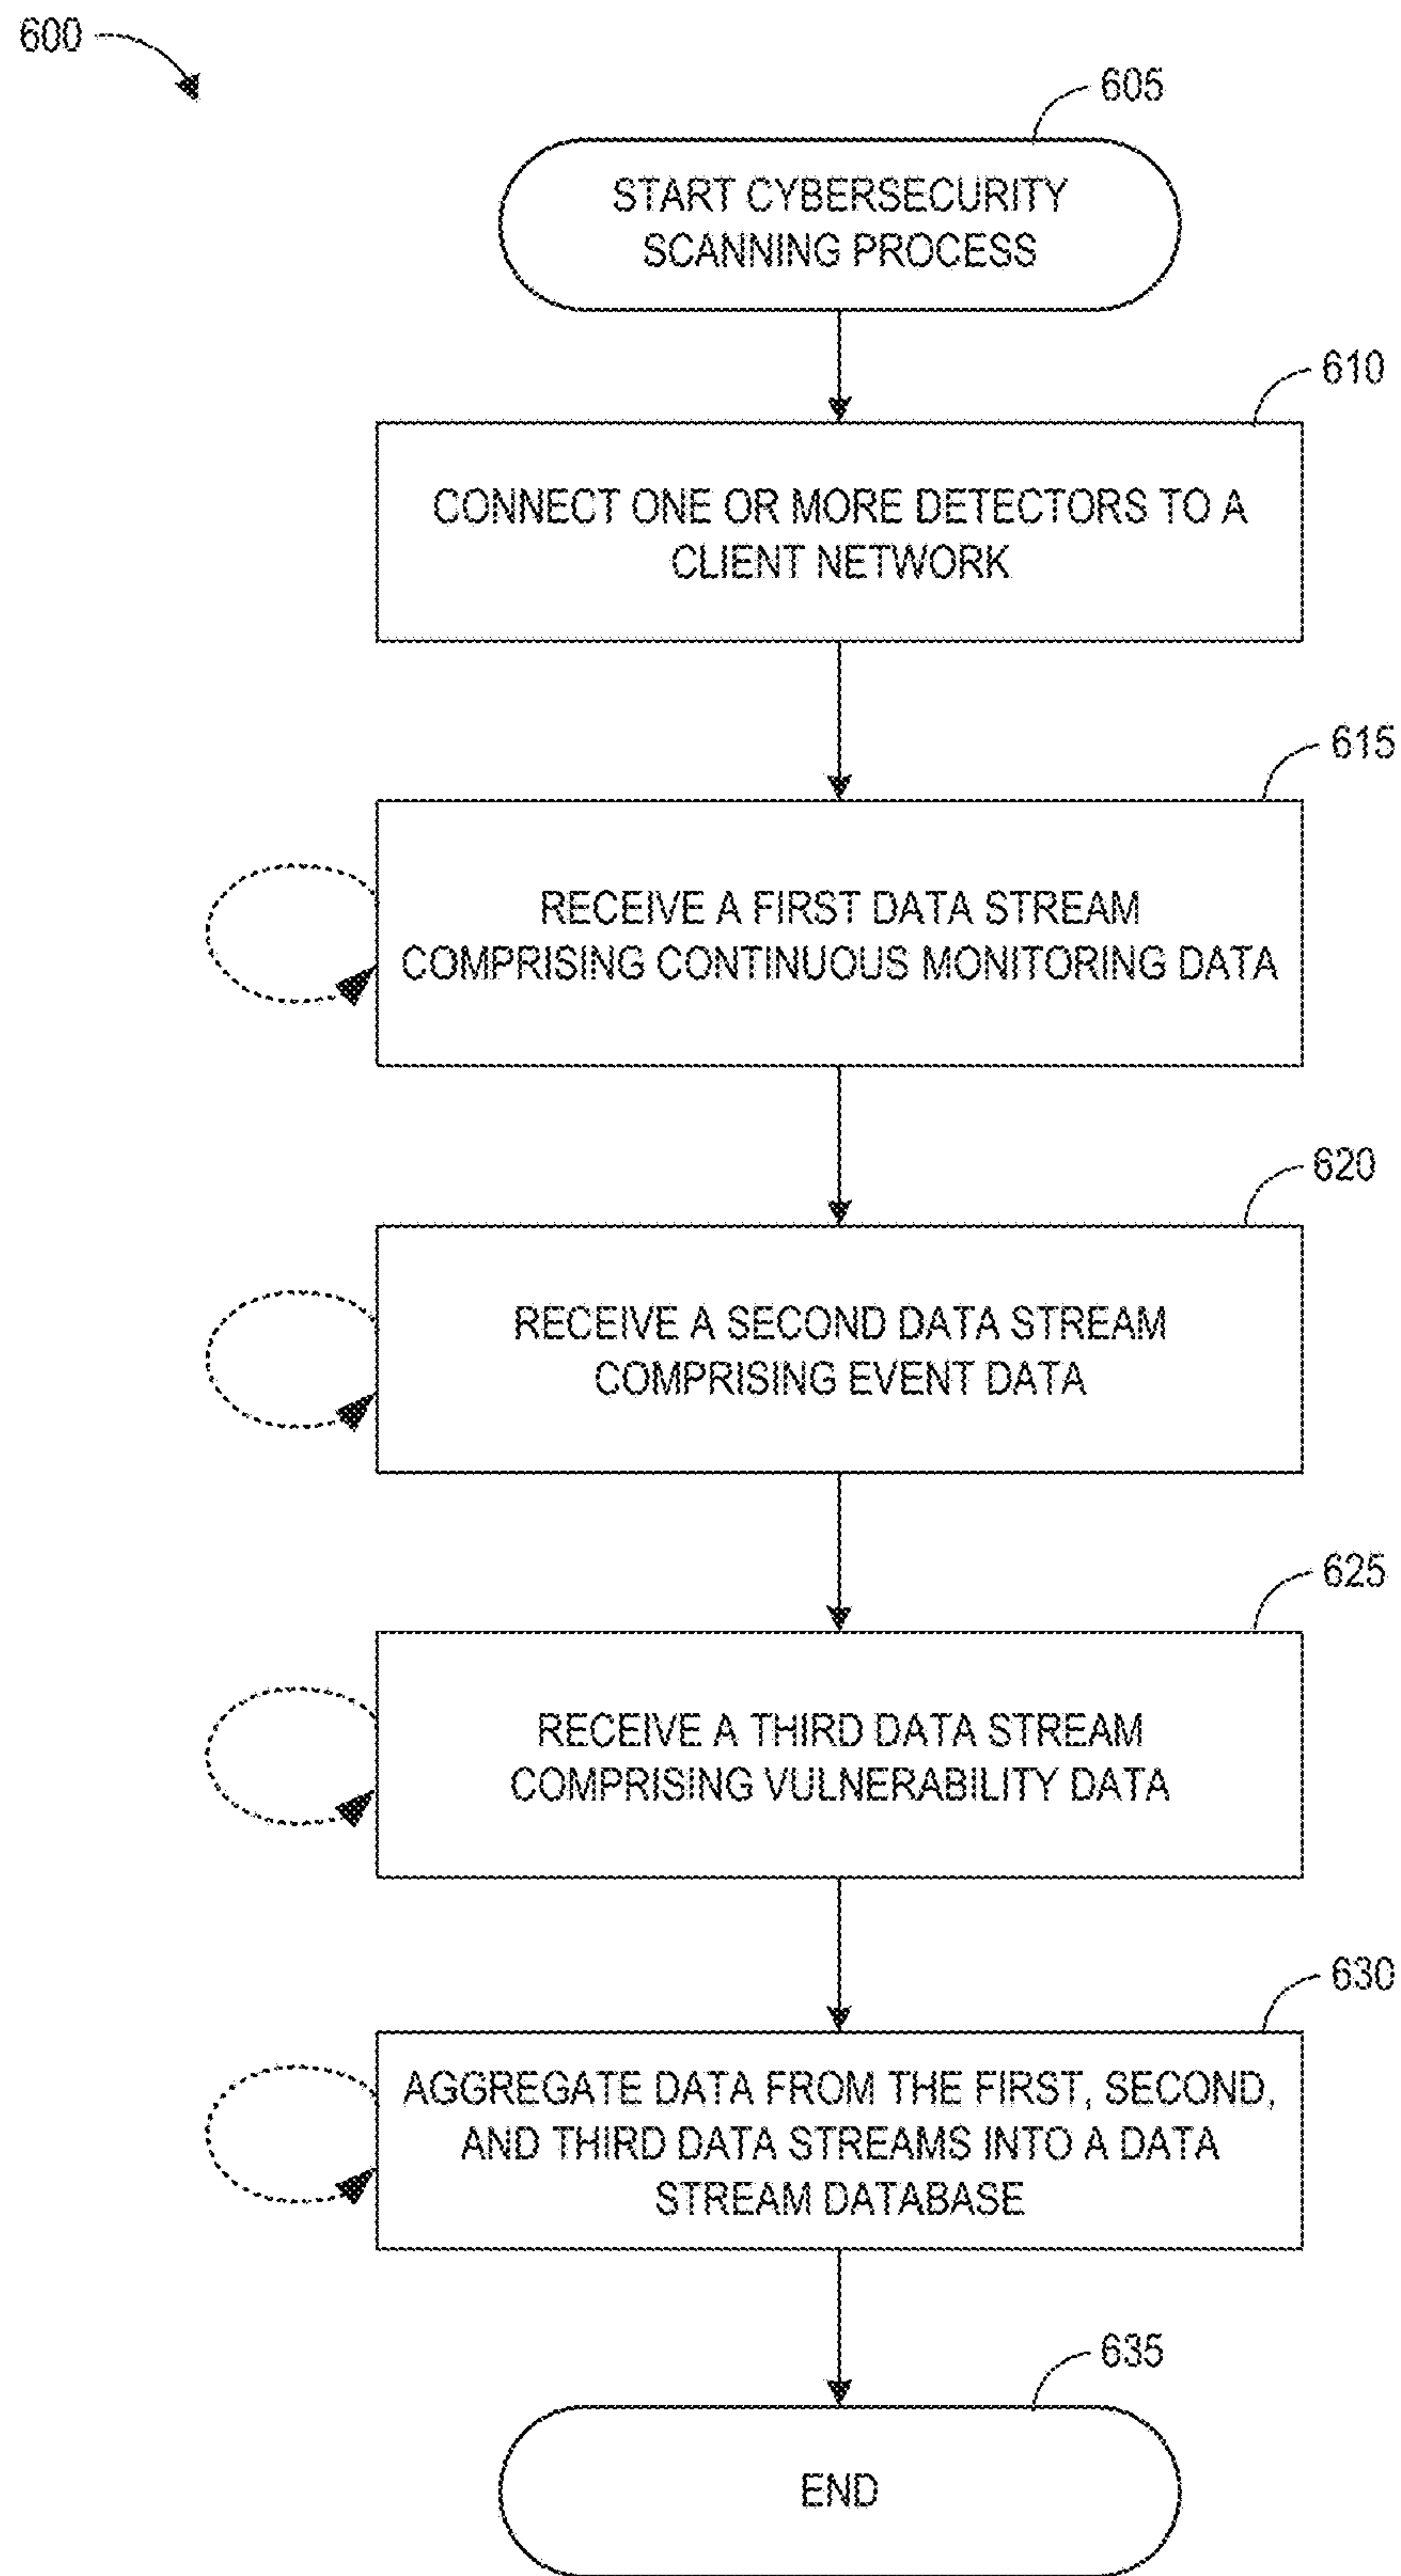 600
605
START CYBERSECURITY
SCANNING PROCESS
610
CONNECT ONE OR MORE DETECTORS TO A
CLIENT NETWORK
615
RECEIVE A FIRST DATA STREAM
COMPRISING CONTINUOUS MONITORING DATA
620
RECEIVE A SECOND DATA STREAM
COMPRISING EVENT DATA
625
RECEIVE A THIRD DATA STREAM
COMPRISING VULNERABILITY DATA
630
AGGREGATE DATA FROM THE FIRST, SECOND,
AND THIRD DATA STREAMS INTO A DATA
STREAM DATABASE
635
END